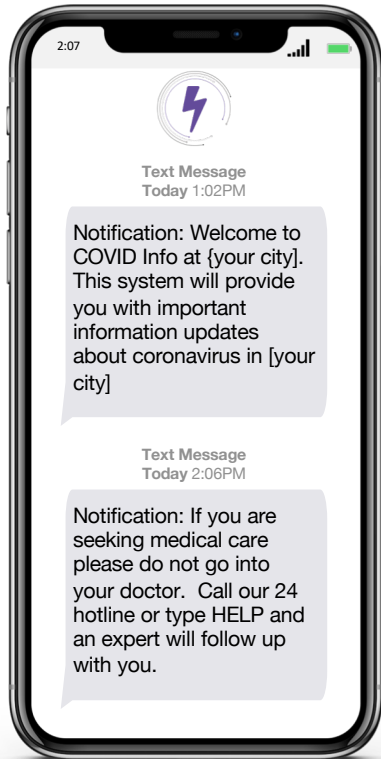 2:07
Text Message
Today 1:02PM
Notification: Welcome to
COVID Info at {your city}.
This system will provide
you with important
information updates
about coronavirus in [your
city]
Text Message
Today 2:06PM
Notification: If you are
seeking medical care
please do not go into
your doctor.  Call our 24
hotline or type HELP and
an expert will follow up
with you.